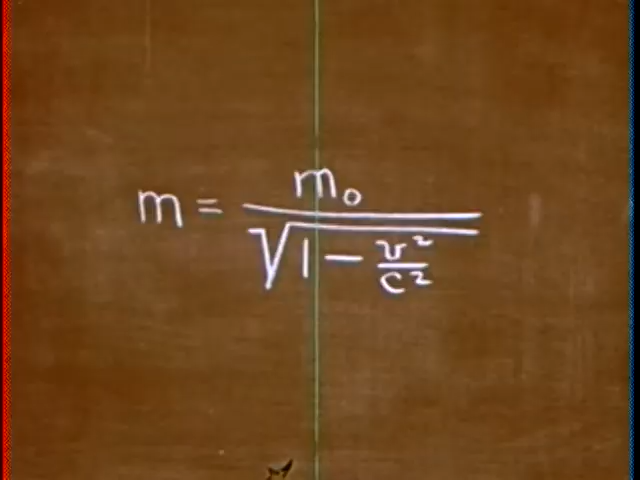 m = m₀ / √(1 − v²/c²)